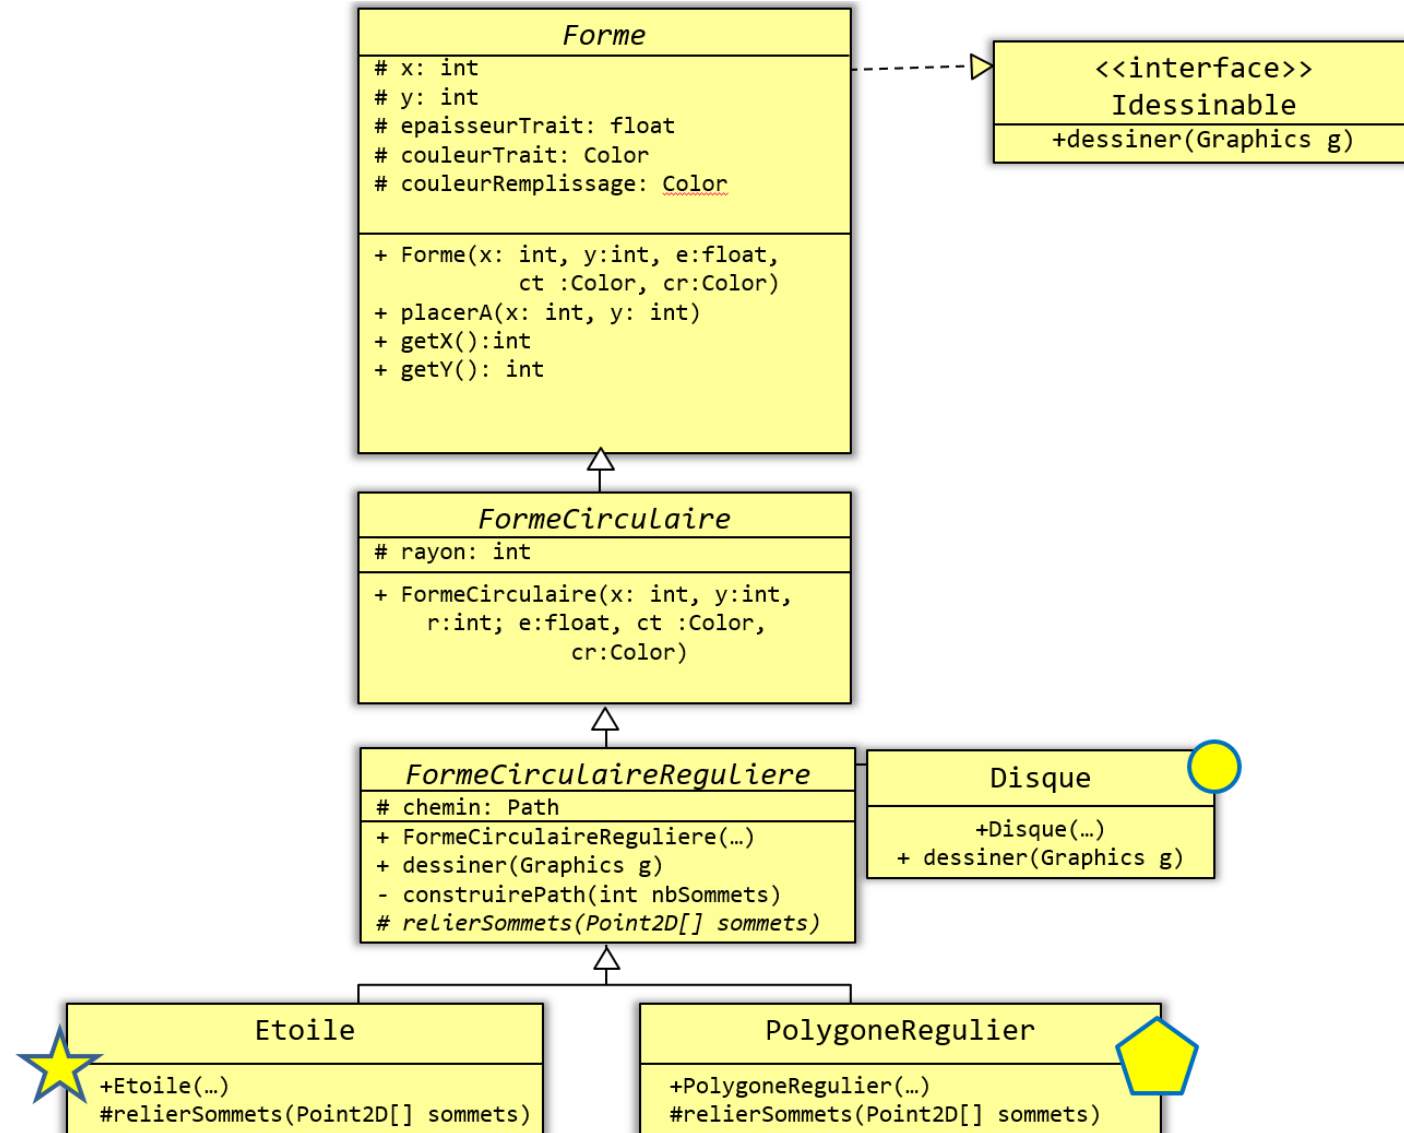 Forme
# x: int
# y: int
# epaisseurTrait: float
# couleurTrait: Color
# couleurRemplissage: Color
+ Forme(x: int, y:int, e:float,
ct :Color, cr:Color)
+ placerA(x: int, y: int)
+ getX():int
+ getY(): int
<<interface>>
Idessinable
+dessiner(Graphics g)
FormeCirculaire
# rayon: int
+ FormeCirculaire(x: int, y:int,
r:int; e:float, ct :Color,
cr:Color)
FormeCirculaireReguliere
# chemin: Path
+ FormeCirculaireReguliere(…)
+ dessiner(Graphics g)
- construirePath(int nbSommets)
# relierSommets(Point2D[] sommets)
Disque
+Disque(…)
+ dessiner(Graphics g)
Etoile
+Etoile(…)
#relierSommets(Point2D[] sommets)
PolygoneRegulier
+PolygoneRegulier(…)
#relierSommets(Point2D[] sommets)